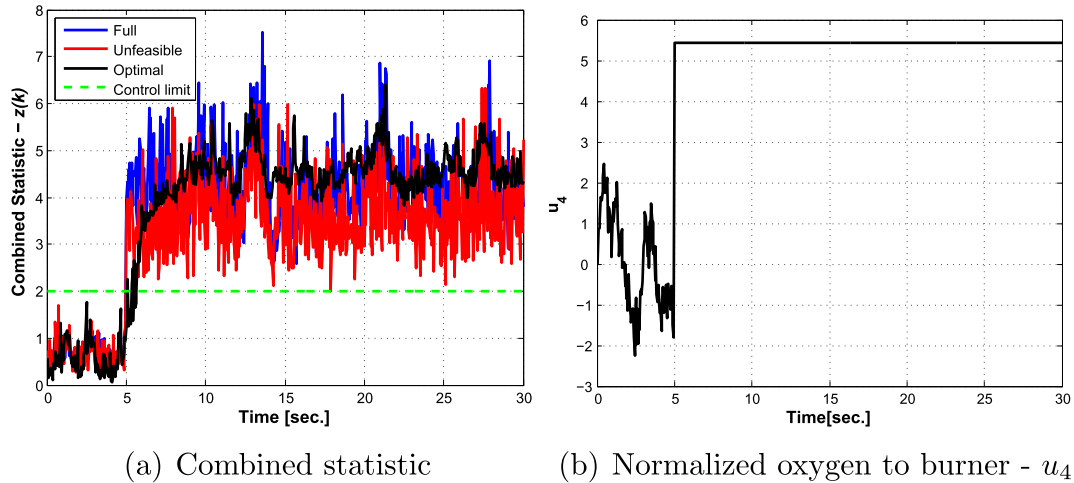 8
7
6
5
4
3
2
1
0
Combined Statistic – z(k)
Full
Unfeasible
Optimal
Control limit
0 5 10 15 20 25 30
Time [sec.]
(a) Combined statistic
6
5
4
3
2
1
0
−1
−2
−3
u4
0 5 10 15 20 25 30
Time[sec.]
(b) Normalized oxygen to burner - u4